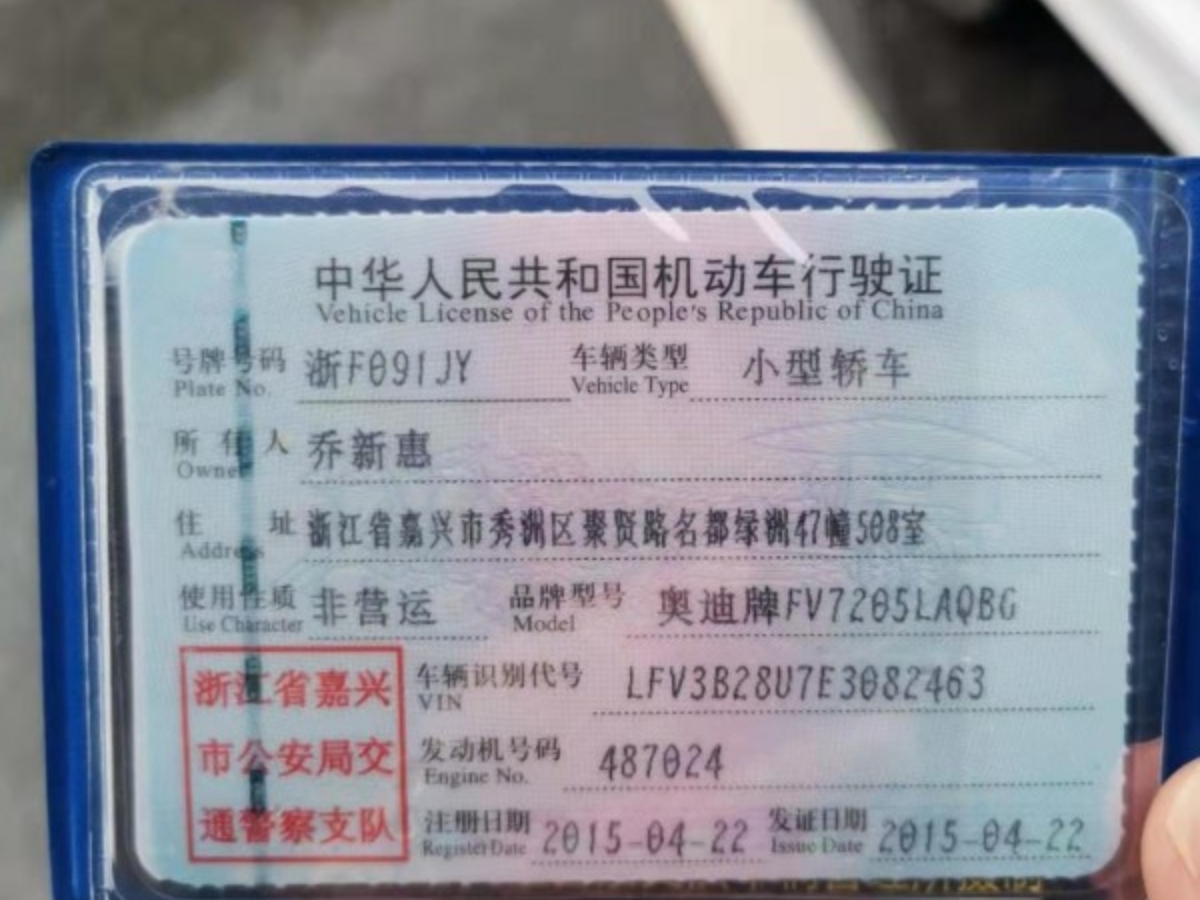 中华人民共和国机动车行驶证
Vehicle License of the People's Republic of China
号牌号码 浙F091JY 车辆类型 小型轿车
Plate No. Vehicle Type
所有人 乔新惠
Owner
住址 浙江省嘉兴市秀洲区聚贤路名都绿洲47幢508室
Address
使用性质 非营运 品牌型号 奥迪牌FV7205LAQBG
Use Character Model
浙江省嘉兴 车辆识别代号 LFV3B28U7E3082463
VIN
市公安局交 发动机号码 487024
Engine No.
通警察支队 注册日期 2015-04-22 发证日期 2015-04-22
Register Date Issue Date